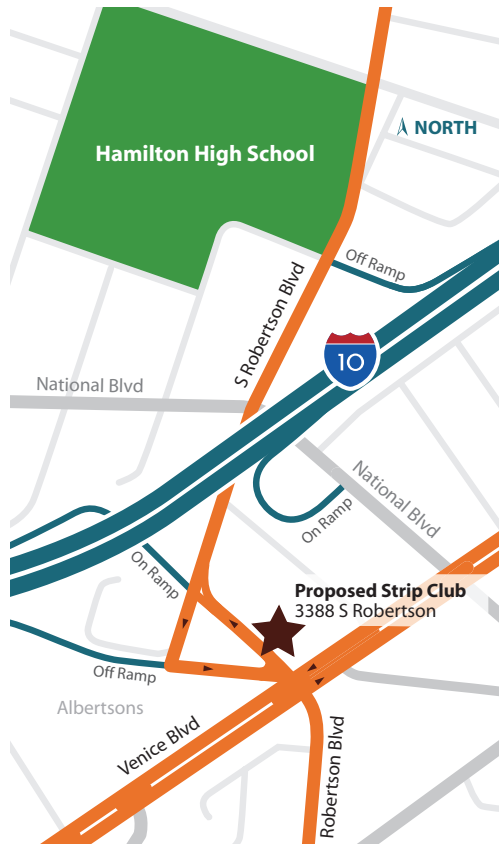 Hamilton High School
NORTH
Off Ramp
S Robertson Blvd
10
National Blvd
National Blvd
On Ramp
On Ramp
Proposed Strip Club
3388 S Robertson
Off Ramp
Albertsons
Venice Blvd
Robertson Blvd